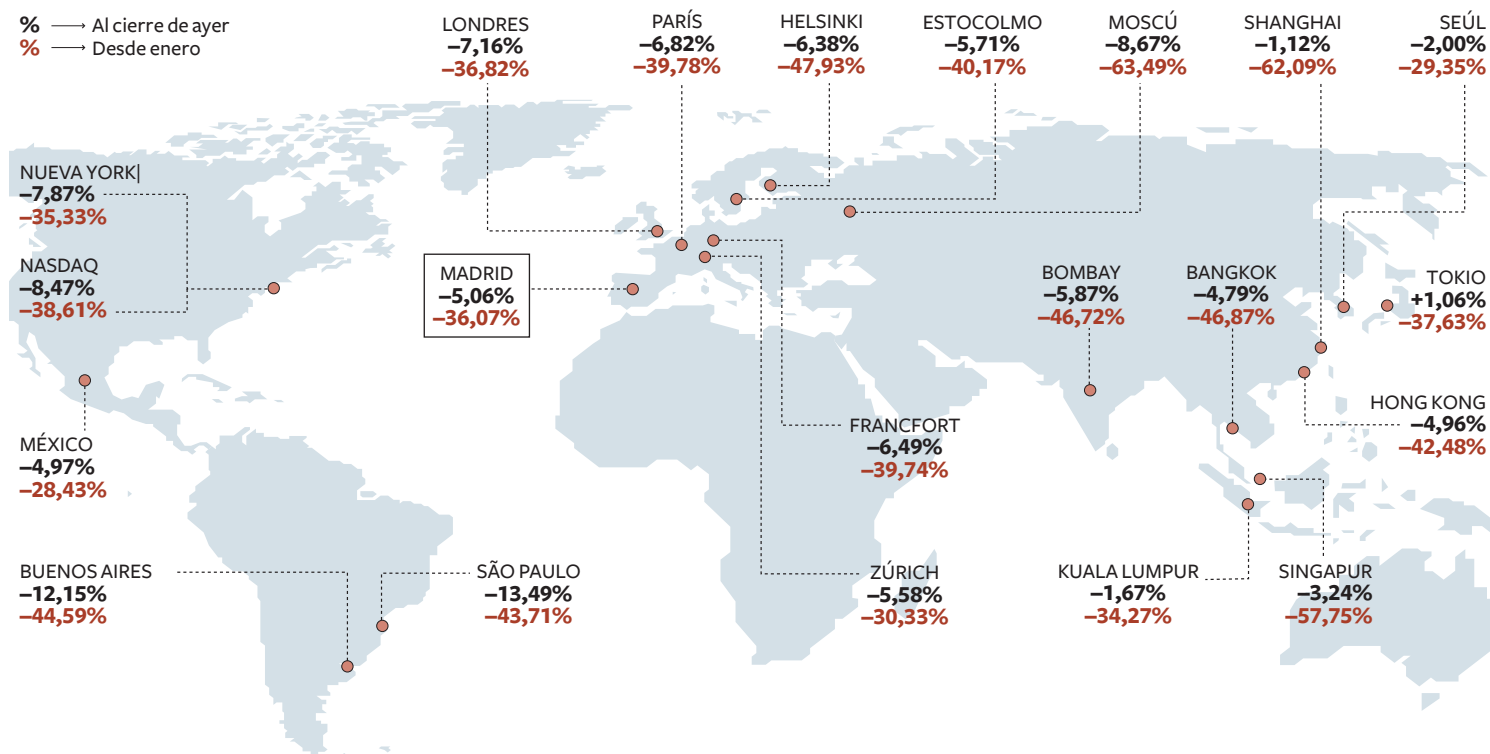 % → Al cierre de ayer
% → Desde enero
LONDRES
–7,16%
–36,82%
PARÍS
–6,82%
–39,78%
HELSINKI
–6,38%
–47,93%
ESTOCOLMO
–5,71%
–40,17%
MOSCÚ
–8,67%
–63,49%
SHANGHAI
–1,12%
–62,09%
SEÚL
–2,00%
–29,35%
NUEVA YORK|
–7,87%
–35,33%
NASDAQ
–8,47%
–38,61%
MADRID
–5,06%
–36,07%
BOMBAY
–5,87%
–46,72%
BANGKOK
–4,79%
–46,87%
TOKIO
+1,06%
–37,63%
MÉXICO
–4,97%
–28,43%
FRANCFORT
–6,49%
–39,74%
HONG KONG
–4,96%
–42,48%
BUENOS AIRES
–12,15%
–44,59%
SÃO PAULO
–13,49%
–43,71%
ZÚRICH
–5,58%
–30,33%
KUALA LUMPUR
–1,67%
–34,27%
SINGAPUR
–3,24%
–57,75%